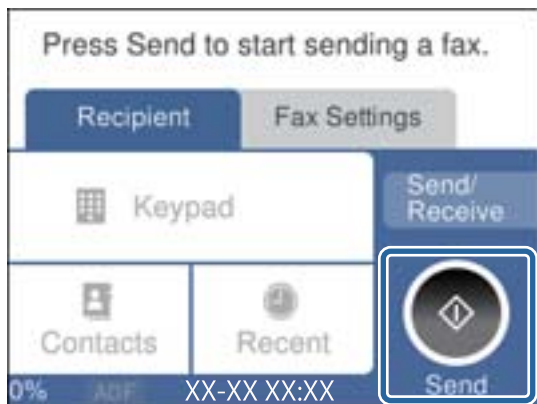 Press Send to start sending a fax.
Recipient
Fax Settings
Keypad
Send/
Receive
Contacts
Recent
0%
ADF
XX-XX XX:XX
Send